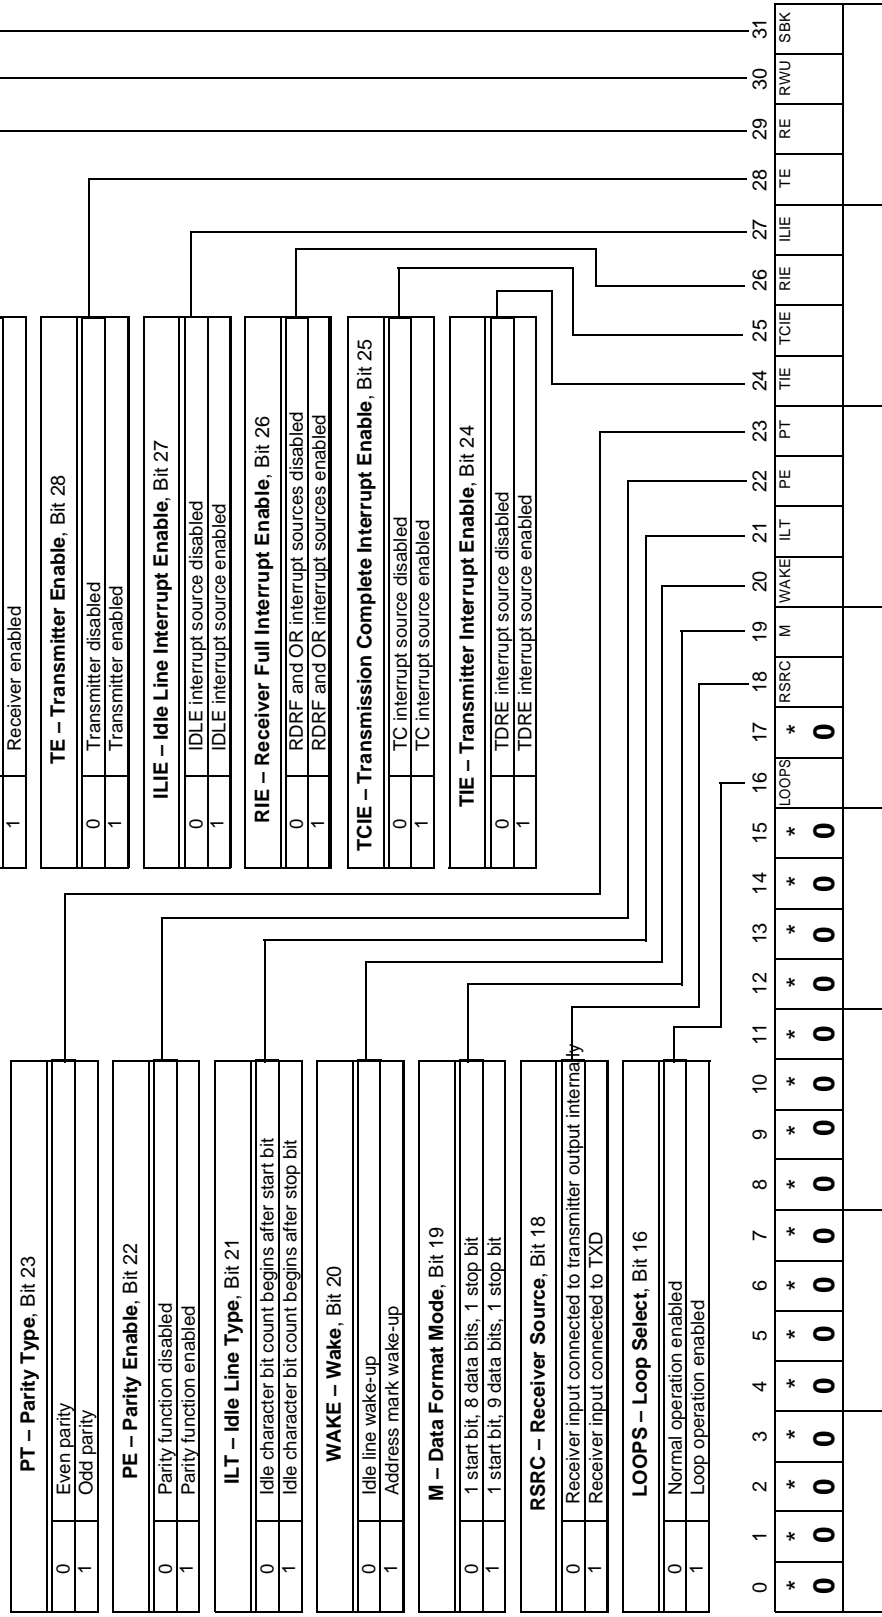 PT – Parity Type, Bit 23
0 Even parity
1 Odd parity
PE – Parity Enable, Bit 22
0 Parity function disabled
1 Parity function enabled
ILT – Idle Line Type, Bit 21
0 Idle character bit count begins after start bit
1 Idle character bit count begins after stop bit
WAKE – Wake, Bit 20
0 Idle line wake-up
1 Address mark wake-up
M – Data Format Mode, Bit 19
0 1 start bit, 8 data bits, 1 stop bit
1 1 start bit, 9 data bits, 1 stop bit
RSRC – Receiver Source, Bit 18
0 Receiver input connected to transmitter output internally
1 Receiver input connected to TXD
LOOPS – Loop Select, Bit 16
0 Normal operation enabled
1 Loop operation enabled
1 Receiver enabled
TE – Transmitter Enable, Bit 28
0 Transmitter disabled
1 Transmitter enabled
ILIE – Idle Line Interrupt Enable, Bit 27
0 IDLE interrupt source disabled
1 IDLE interrupt source enabled
RIE – Receiver Full Interrupt Enable, Bit 26
0 RDRF and OR interrupt sources disabled
1 RDRF and OR interrupt sources enabled
TCIE – Transmission Complete Interrupt Enable, Bit 25
0 TC interrupt source disabled
1 TC interrupt source enabled
TIE – Transmitter Interrupt Enable, Bit 24
0 TDRE interrupt source disabled
1 TDRE interrupt source enabled
0 1 2 3 4 5 6 7 8 9 10 11 12 13 14 15 16 17 18 19 20 21 22 23 24 25 26 27 28 29 30 31
* * * * * * * * * * * * * * * * LOOPS * RSRC M WAKE ILT PE PT TIE TCIE RIE ILIE TE RE RWU SBK
0 0 0 0 0 0 0 0 0 0 0 0 0 0 0 0 0